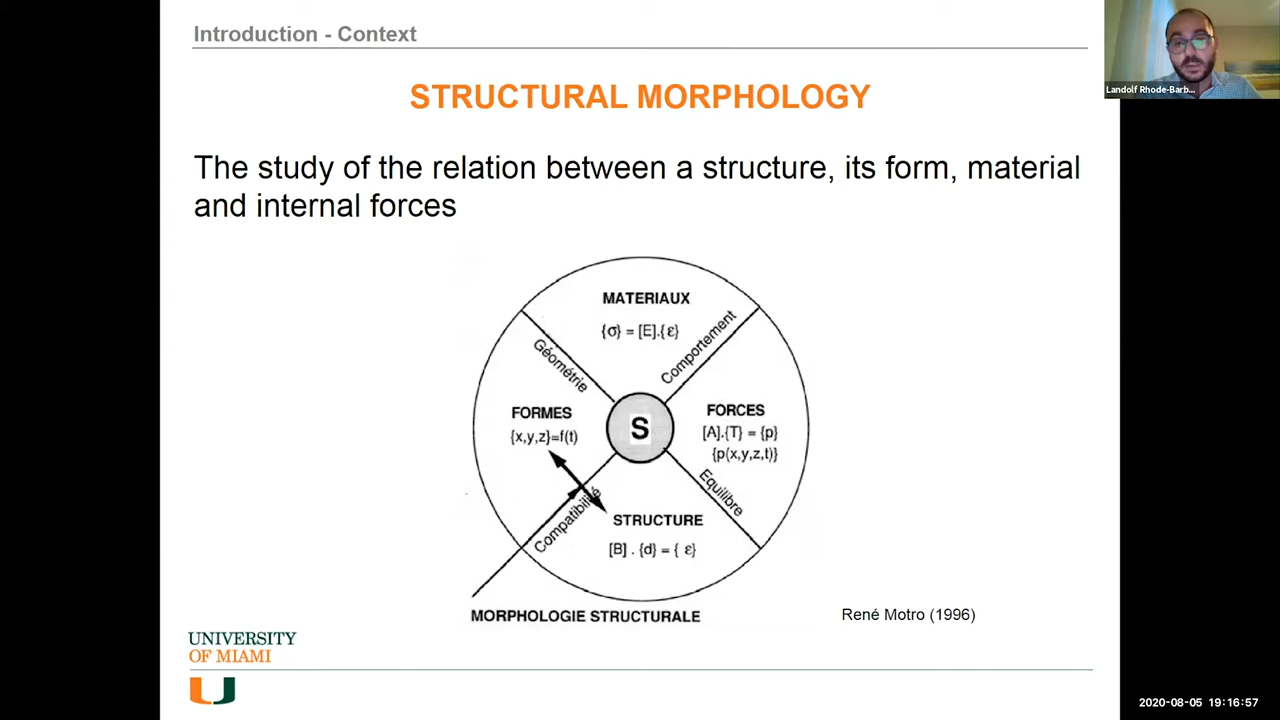 Introduction - Context
Landolf Rhode-Barb...
STRUCTURAL MORPHOLOGY
The study of the relation between a structure, its form, material
and internal forces
MATERIAUX
{σ} = [E].{ε}
Géométrie
Comportement
FORMES
{x,y,z}=f(t)
S
FORCES
[A].{T} = {p}
{p(x,y,z,t)}
Compatibilité
Equilibre
STRUCTURE
[B] . {d} = { ε}
MORPHOLOGIE STRUCTURALE
René Motro (1996)
UNIVERSITY
OF MIAMI
U
2020-08-05 19:16:57